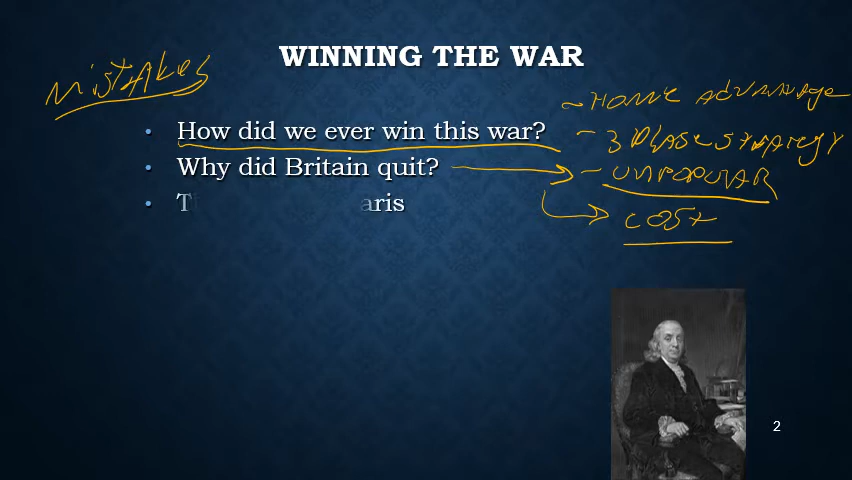 WINNING THE WAR
MISTAKES
• How did we ever win this war?
• Why did Britain quit?
• T aris
- HOME ADVANTAGE
- 3 PHASE STRATEGY
- UNPOPULAR
COST
2